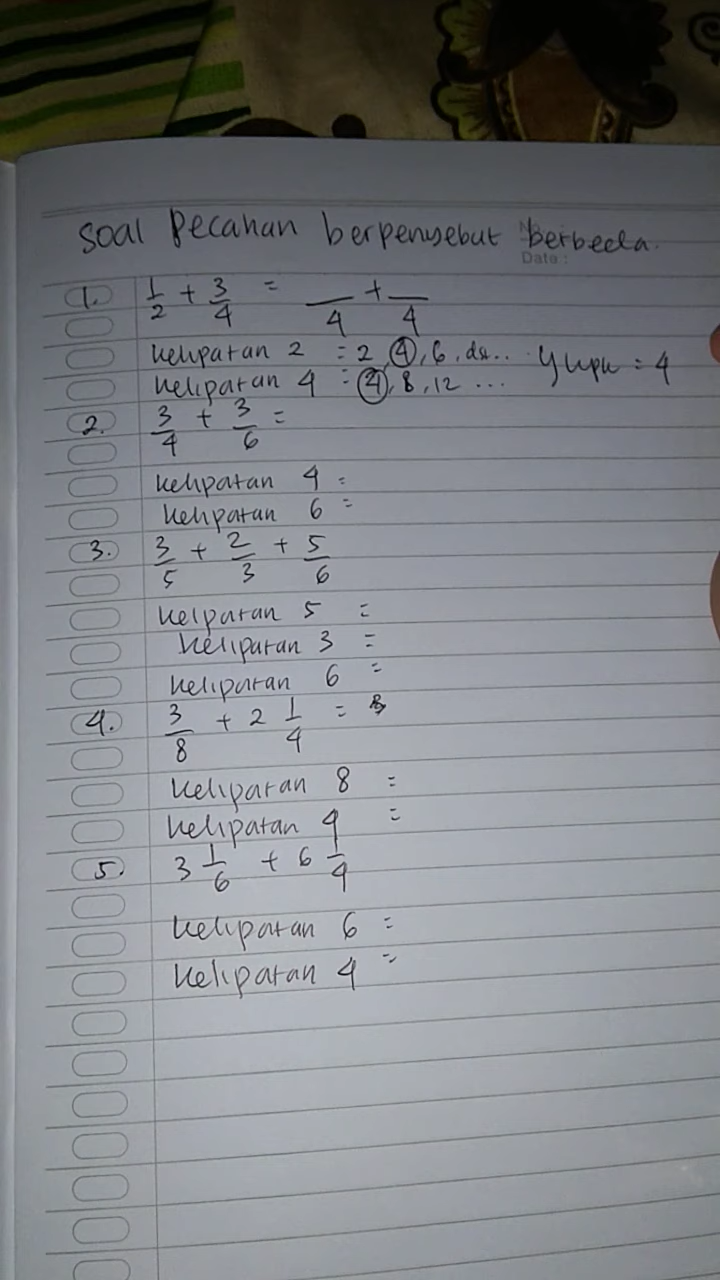 Soal Pecahan berpenyebut berbeda.
Date:
1. 1/2 + 3/4 = __/4 + __/4
Kelipatan 2 = 2, 4, 6, ds...
Kelipatan 4 = 4, 8, 12 ...
= 4
2. 3/4 + 3/6 =
Kelipatan 4 =
Kelipatan 6 =
3. 3/5 + 2/3 + 5/6
Kelpatan 5 =
Kelipatan 3 =
Kelipatan 6 =
4. 3/8 + 2 1/4 =
Kelipatan 8 =
Kelipatan 4 =
5. 3 1/6 + 6 1/4
Kelipatan 6 =
Kelipatan 4 =